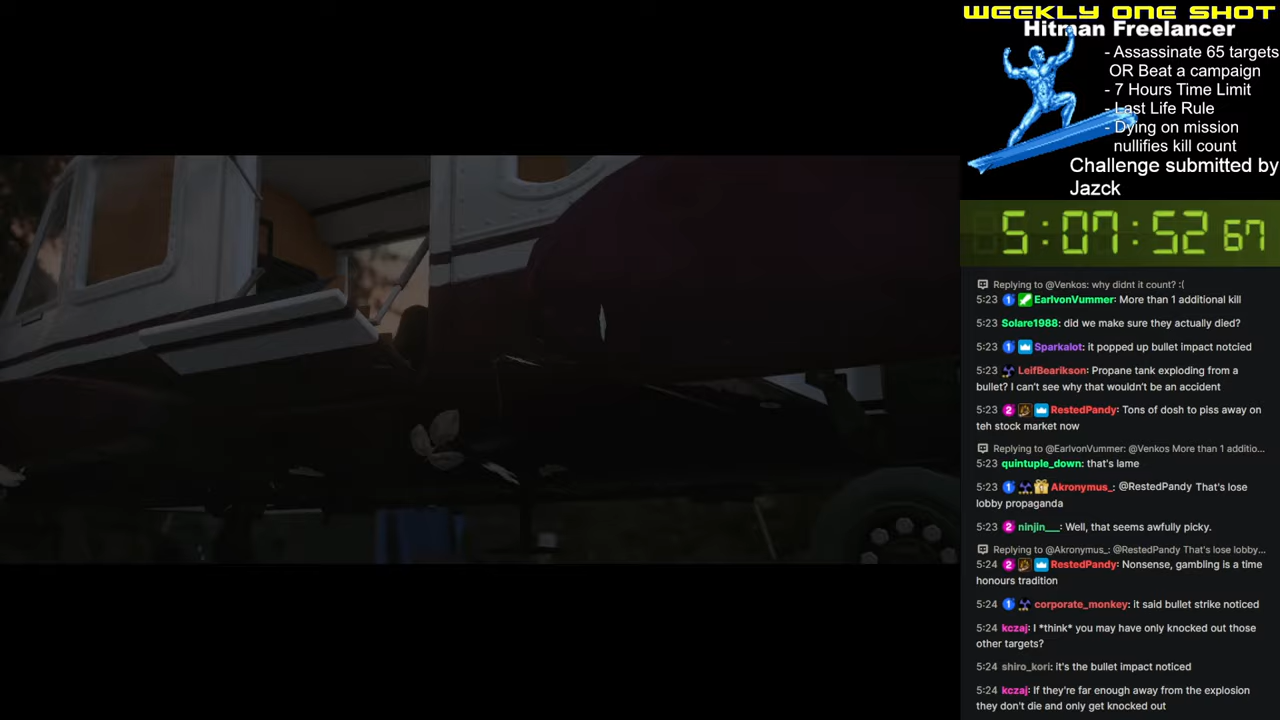 WEEKLY ONE SHOT
Hitman Freelancer
- Assassinate 65 targets
OR Beat a campaign
- 7 Hours Time Limit
- Last Life Rule
- Dying on mission
nullifies kill count
Challenge submitted by
Jazck
5:07:52 67
Replying to @Venkos: why didnt it count? :(
5:23 1 EarlvonVummer: More than 1 additional kill
5:23 Solare1988: did we make sure they actually died?
5:23 1 Sparkalot: it popped up bullet impact notcied
5:23 LeifBearikson: Propane tank exploding from a
bullet? I can't see why that wouldn't be an accident
5:23 2 RestedPandy: Tons of dosh to piss away on
teh stock market now
Replying to @EarlvonVummer: @Venkos More than 1 additio...
5:23 quintuple_down: that's lame
5:23 1 Akronymus_: @RestedPandy That's lose
lobby propaganda
5:23 2 ninjin___: Well, that seems awfully picky.
Replying to @Akronymus_: @RestedPandy That's lose lobby...
5:24 2 RestedPandy: Nonsense, gambling is a time
honours tradition
5:24 1 corporate_monkey: it said bullet strike noticed
5:24 kczaj: I *think* you may have only knocked out those
other targets?
5:24 shiro_kori: it's the bullet impact noticed
5:24 kczaj: If they're far enough away from the explosion
they don't die and only get knocked out